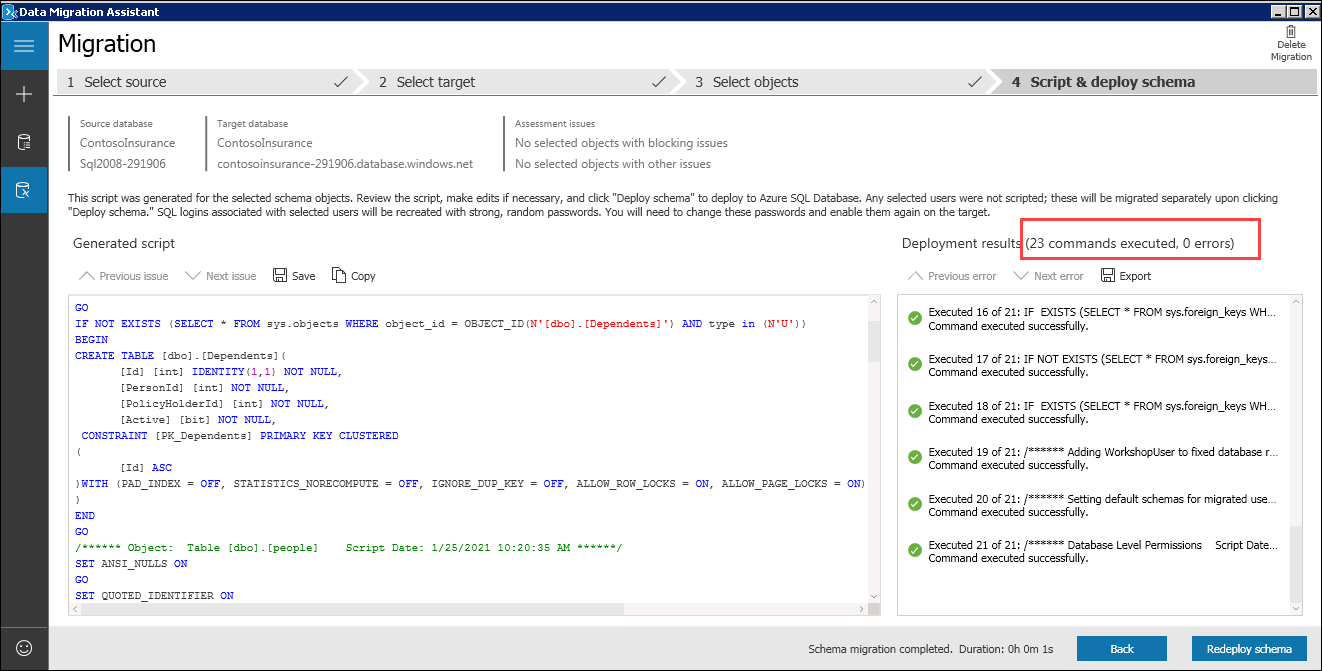 Data Migration Assistant
Migration
Delete
Migration
1 Select source
2 Select target
3 Select objects
4 Script & deploy schema
Source database
ContosoInsurance
Sql2008-291906
Target database
ContosoInsurance
contosoinsurance-291906.database.windows.net
Assessment issues
No selected objects with blocking issues
No selected objects with other issues
This script was generated for the selected schema objects. Review the script, make edits if necessary, and click "Deploy schema" to deploy to Azure SQL Database. Any selected users were not scripted; these will be migrated separately upon clicking
"Deploy schema." SQL logins associated with selected users will be recreated with strong, random passwords. You will need to change these passwords and enable them again on the target.
Generated script
Previous issue Next issue Save Copy
GO
IF NOT EXISTS (SELECT * FROM sys.objects WHERE object_id = OBJECT_ID(N'[dbo].[Dependents]') AND type in (N'U'))
BEGIN
CREATE TABLE [dbo].[Dependents](
[Id] [int] IDENTITY(1,1) NOT NULL,
[PersonId] [int] NOT NULL,
[PolicyHolderId] [int] NOT NULL,
[Active] [bit] NOT NULL,
CONSTRAINT [PK_Dependents] PRIMARY KEY CLUSTERED
(
[Id] ASC
)WITH (PAD_INDEX = OFF, STATISTICS_NORECOMPUTE = OFF, IGNORE_DUP_KEY = OFF, ALLOW_ROW_LOCKS = ON, ALLOW_PAGE_LOCKS = ON)
)
END
GO
/****** Object: Table [dbo].[people] Script Date: 1/25/2021 10:20:35 AM ******/
SET ANSI_NULLS ON
GO
SET QUOTED_IDENTIFIER ON
Deployment results (23 commands executed, 0 errors)
Previous error Next error Export
Executed 16 of 21: IF EXISTS (SELECT * FROM sys.foreign_keys WH...
Command executed successfully.
Executed 17 of 21: IF NOT EXISTS (SELECT * FROM sys.foreign_keys...
Command executed successfully.
Executed 18 of 21: IF EXISTS (SELECT * FROM sys.foreign_keys WH...
Command executed successfully.
Executed 19 of 21: /****** Adding WorkshopUser to fixed database r...
Command executed successfully.
Executed 20 of 21: /****** Setting default schemas for migrated use...
Command executed successfully.
Executed 21 of 21: /****** Database Level Permissions Script Date...
Command executed successfully.
Schema migration completed. Duration: 0h 0m 1s
Back
Redeploy schema